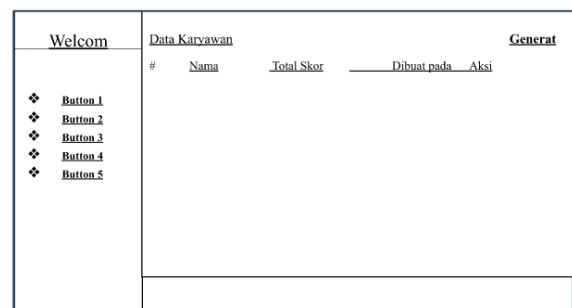 Welcom
Data Karyawan
Generat
# Nama Total Skor Dibuat pada Aksi
❖ Button 1
❖ Button 2
❖ Button 3
❖ Button 4
❖ Button 5